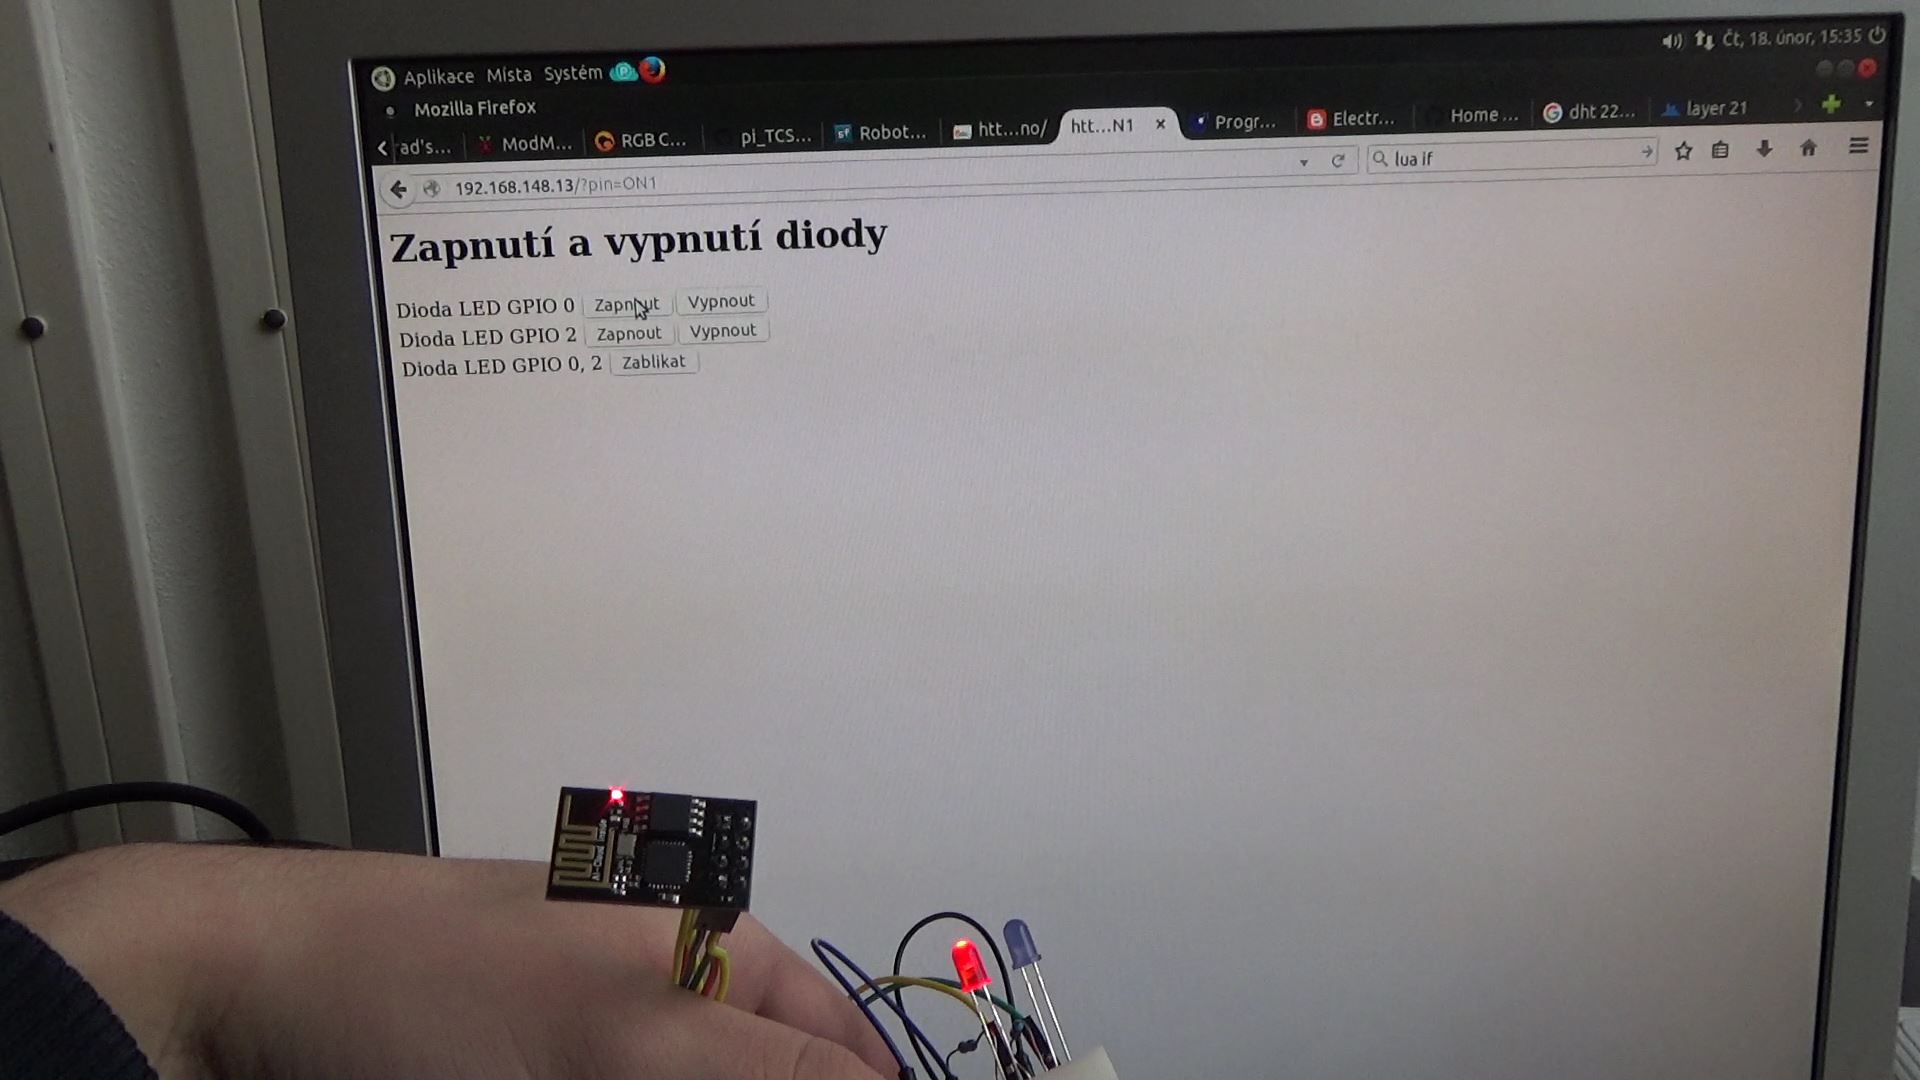 Aplikace Místa Systém
Čt, 18. únor, 15:35
Mozilla Firefox
ad's...
ModM...
RGB C...
pi_TCS...
Robot...
htt...no/
htt...N1
Progr...
Electr...
Home ...
dht 22...
layer 21
192.168.148.13/?pin=ON1
lua if
Zapnutí a vypnutí diody
Dioda LED GPIO 0 Zapnout Vypnout
Dioda LED GPIO 2 Zapnout Vypnout
Dioda LED GPIO 0, 2 Zablikat